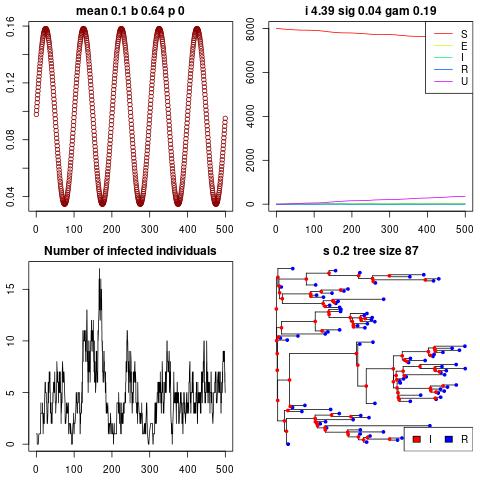 mean 0.1 b 0.64 p 0
0.04 0.08 0.12 0.16
0 100 200 300 400 500
i 4.39 sig 0.04 gam 0.19
0 2000 4000 6000 8000
0 100 200 300 400 500
S
E
I
R
U
Number of infected individuals
0 5 10 15
0 100 200 300 400 500
s 0.2 tree size 87
I R